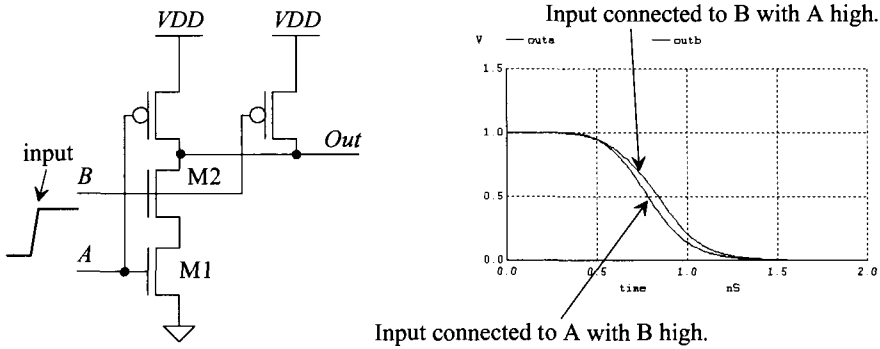 Input connected to B with A high.
VDD VDD
V outa outb
1.5
1.0
0.5
0.0
0.0 0.5 1.0 1.5 2.0
time nS
Out
input
B
M2
A
M1
Input connected to A with B high.